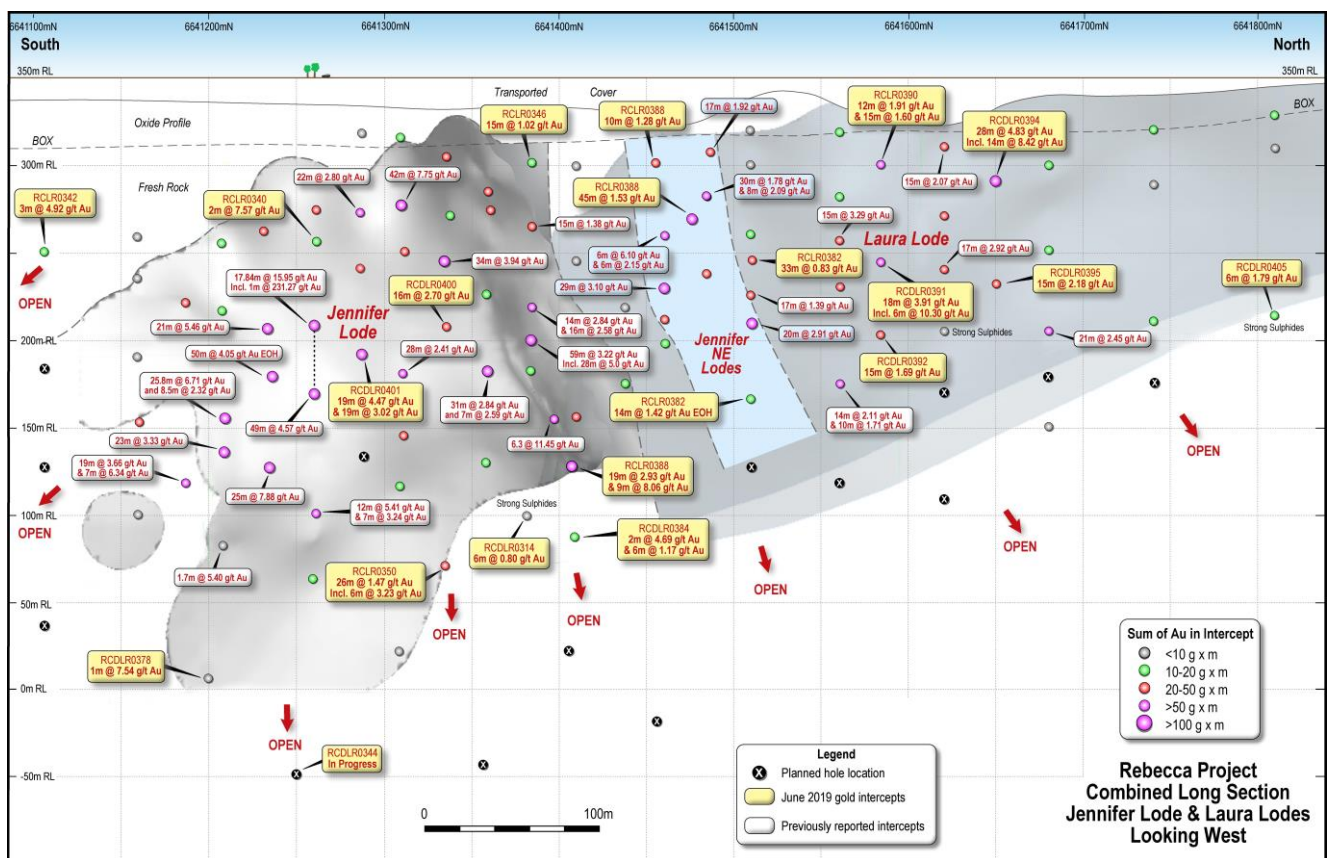 6641100mN
6641200mN
6641300mN
6641400mN
6641500mN
6641600mN
6641700mN
6641800mN
South
North
350m RL
350m RL
Transported
Cover
Oxide Profile
BOX
BOX
Fresh Rock
300m RL
250m RL
200m RL
150m RL
100m RL
50m RL
0m RL
-50m RL
RCLR0342
3m @ 4.92 g/t Au
OPEN
RCLR0340
2m @ 7.57 g/t Au
22m @ 2.80 g/t Au
42m @ 7.75 g/t Au
RCLR0346
15m @ 1.02 g/t Au
RCLR0388
10m @ 1.28 g/t Au
17m @ 1.92 g/t Au
RCLR0390
12m @ 1.91 g/t Au
& 15m @ 1.60 g/t Au
RCDLR0394
28m @ 4.83 g/t Au
Incl. 14m @ 8.42 g/t Au
15m @ 2.07 g/t Au
RCLR0388
45m @ 1.53 g/t Au
30m @ 1.78 g/t Au
& 8m @ 2.09 g/t Au
15m @ 1.38 g/t Au
15m @ 3.29 g/t Au
Laura Lode
17m @ 2.92 g/t Au
6m @ 6.10 g/t Au
& 6m @ 2.15 g/t Au
RCLR0382
33m @ 0.83 g/t Au
34m @ 3.94 g/t Au
17.84m @ 15.95 g/t Au
Incl. 1m @ 231.27 g/t Au
RCDLR0400
16m @ 2.70 g/t Au
29m @ 3.10 g/t Au
17m @ 1.39 g/t Au
RCDLR0391
18m @ 3.91 g/t Au
Incl. 6m @ 10.30 g/t Au
RCDLR0395
15m @ 2.18 g/t Au
RCDLR0405
6m @ 1.79 g/t Au
Strong Sulphides
Strong Sulphides
Jennifer
Lode
21m @ 5.46 g/t Au
14m @ 2.84 g/t Au
& 16m @ 2.58 g/t Au
20m @ 2.91 g/t Au
21m @ 2.45 g/t Au
50m @ 4.05 g/t Au EOH
28m @ 2.41 g/t Au
59m @ 3.22 g/t Au
Incl. 28m @ 5.0 g/t Au
Jennifer
NE
Lodes
RCDLR0392
15m @ 1.69 g/t Au
25.8m @ 6.71 g/t Au
and 8.5m @ 2.32 g/t Au
RCDLR0401
19m @ 4.47 g/t Au
& 19m @ 3.02 g/t Au
31m @ 2.84 g/t Au
and 7m @ 2.59 g/t Au
RCLR0382
14m @ 1.42 g/t Au EOH
14m @ 2.11 g/t Au
& 10m @ 1.71 g/t Au
23m @ 3.33 g/t Au
49m @ 4.57 g/t Au
6.3 @ 11.45 g/t Au
OPEN
19m @ 3.66 g/t Au
& 7m @ 6.34 g/t Au
25m @ 7.88 g/t Au
12m @ 5.41 g/t Au
& 7m @ 3.24 g/t Au
RCLR0388
19m @ 2.93 g/t Au
& 9m @ 8.06 g/t Au
Strong Sulphides
RCDLR0314
6m @ 0.80 g/t Au
RCDLR0384
2m @ 4.69 g/t Au
& 6m @ 1.17 g/t Au
OPEN
OPEN
OPEN
1.7m @ 5.40 g/t Au
RCDLR0350
26m @ 1.47 g/t Au
Incl. 6m @ 3.23 g/t Au
OPEN
OPEN
RCDLR0378
1m @ 7.54 g/t Au
OPEN
RCDLR0344
In Progress
0
100m
Legend
X Planned hole location
June 2019 gold intercepts
Previously reported intercepts
Sum of Au in Intercept
<10 g x m
10-20 g x m
20-50 g x m
>50 g x m
>100 g x m
Rebecca Project
Combined Long Section
Jennifer Lode & Laura Lodes
Looking West